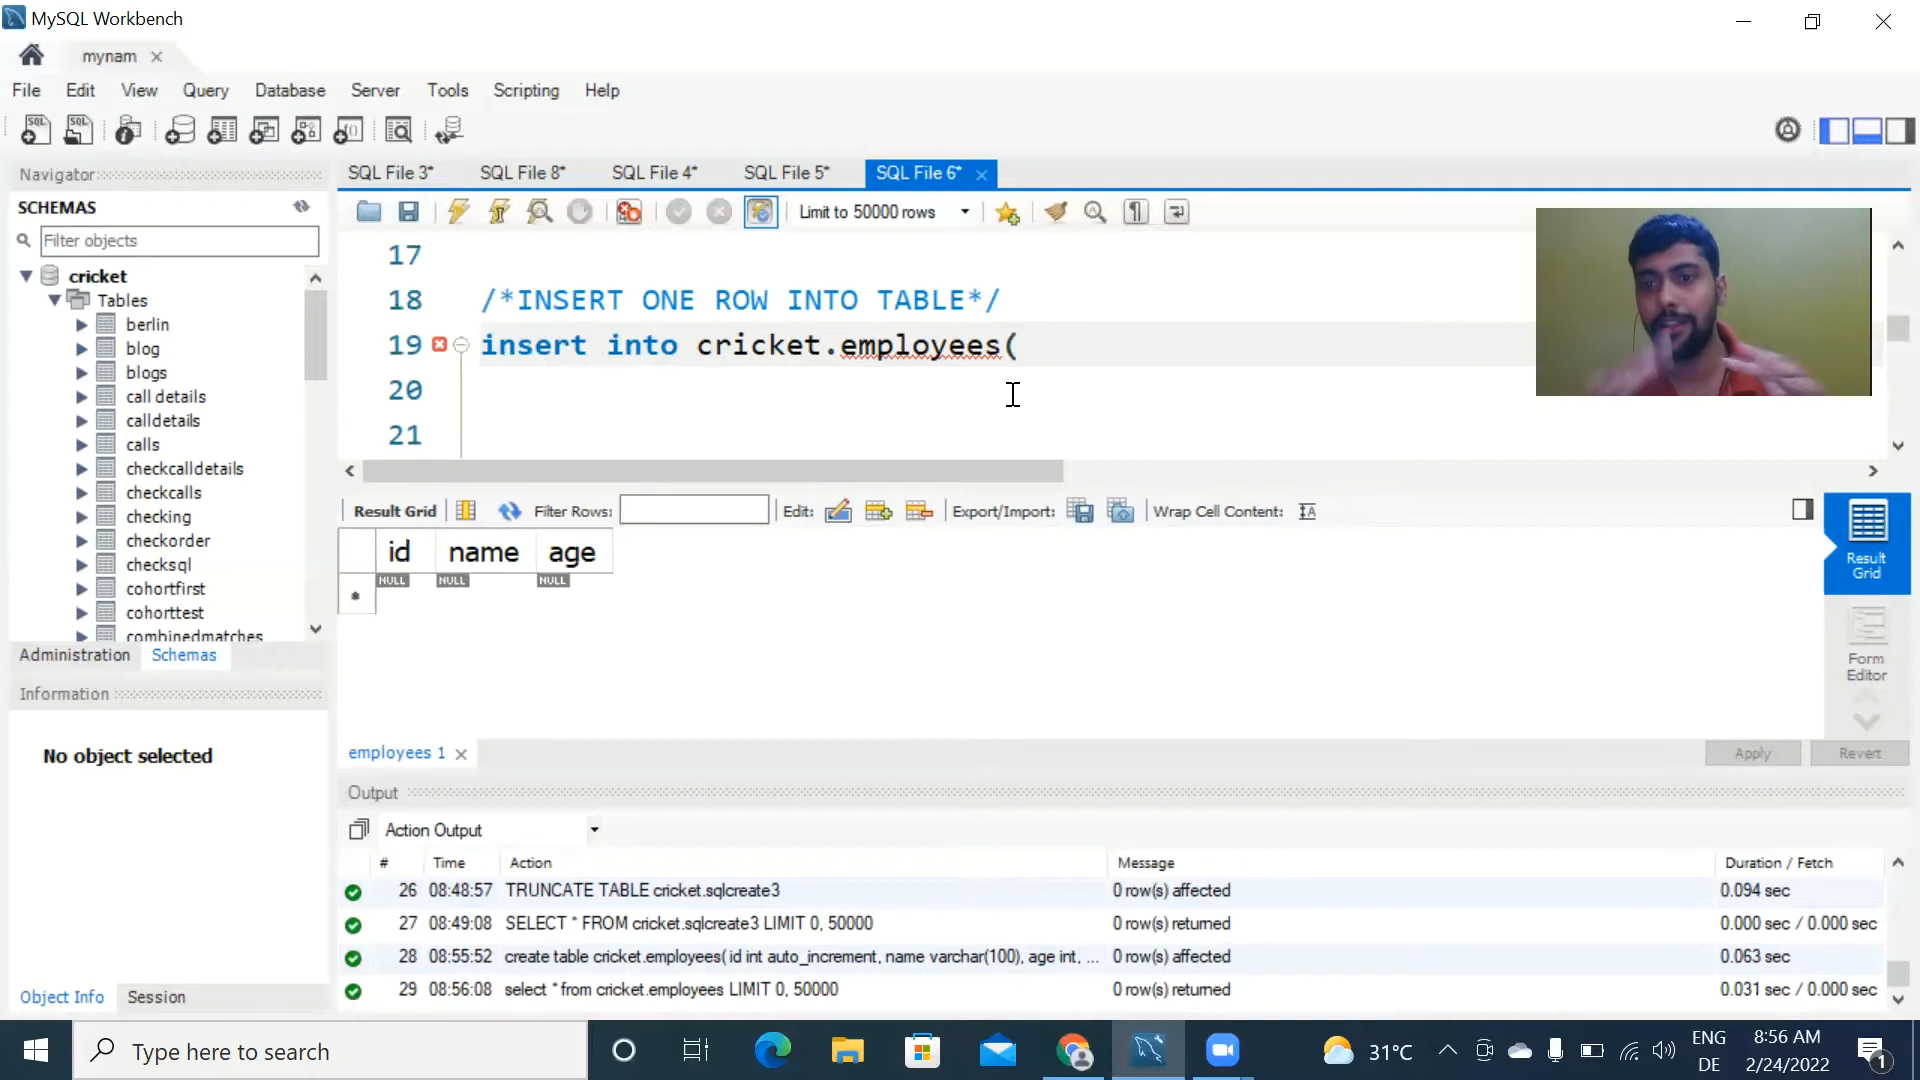 MySQL Workbench
mynam
File Edit View Query Database Server Tools Scripting Help
Navigator
SQL File 3* SQL File 8* SQL File 4* SQL File 5* SQL File 6*
SCHEMAS
Limit to 50000 rows
Filter objects
cricket
Tables
berlin
blog
blogs
call details
calldetails
calls
checkcalldetails
checkcalls
checking
checkorder
checksql
cohortfirst
cohorttest
combinedmatches
Administration Schemas
Information
No object selected
Object Info Session
17
18 /*INSERT ONE ROW INTO TABLE*/
19 insert into cricket.employees(
20
21
Result Grid Filter Rows: Edit: Export/Import: Wrap Cell Content:
id name age
NULL NULL NULL
Result Grid
Form Editor
employees 1
Apply Revert
Output
Action Output
# Time Action Message Duration / Fetch
26 08:48:57 TRUNCATE TABLE cricket.sqlcreate3 0 row(s) affected 0.094 sec
27 08:49:08 SELECT * FROM cricket.sqlcreate3 LIMIT 0, 50000 0 row(s) returned 0.000 sec / 0.000 sec
28 08:55:52 create table cricket.employees( id int auto_increment, name varchar(100), age int, ... 0 row(s) affected 0.063 sec
29 08:56:08 select * from cricket.employees LIMIT 0, 50000 0 row(s) returned 0.031 sec / 0.000 sec
Type here to search
31°C
ENG
DE
8:56 AM
2/24/2022
1